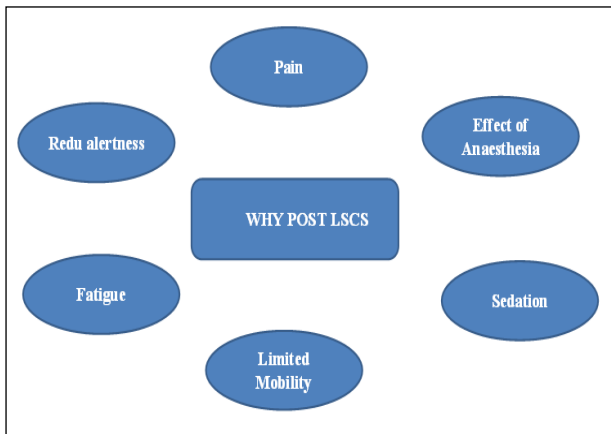 Pain
Effect of
Anaesthesia
Redu alertness
WHY POST LSCS
Fatigue
Sedation
Limited
Mobility